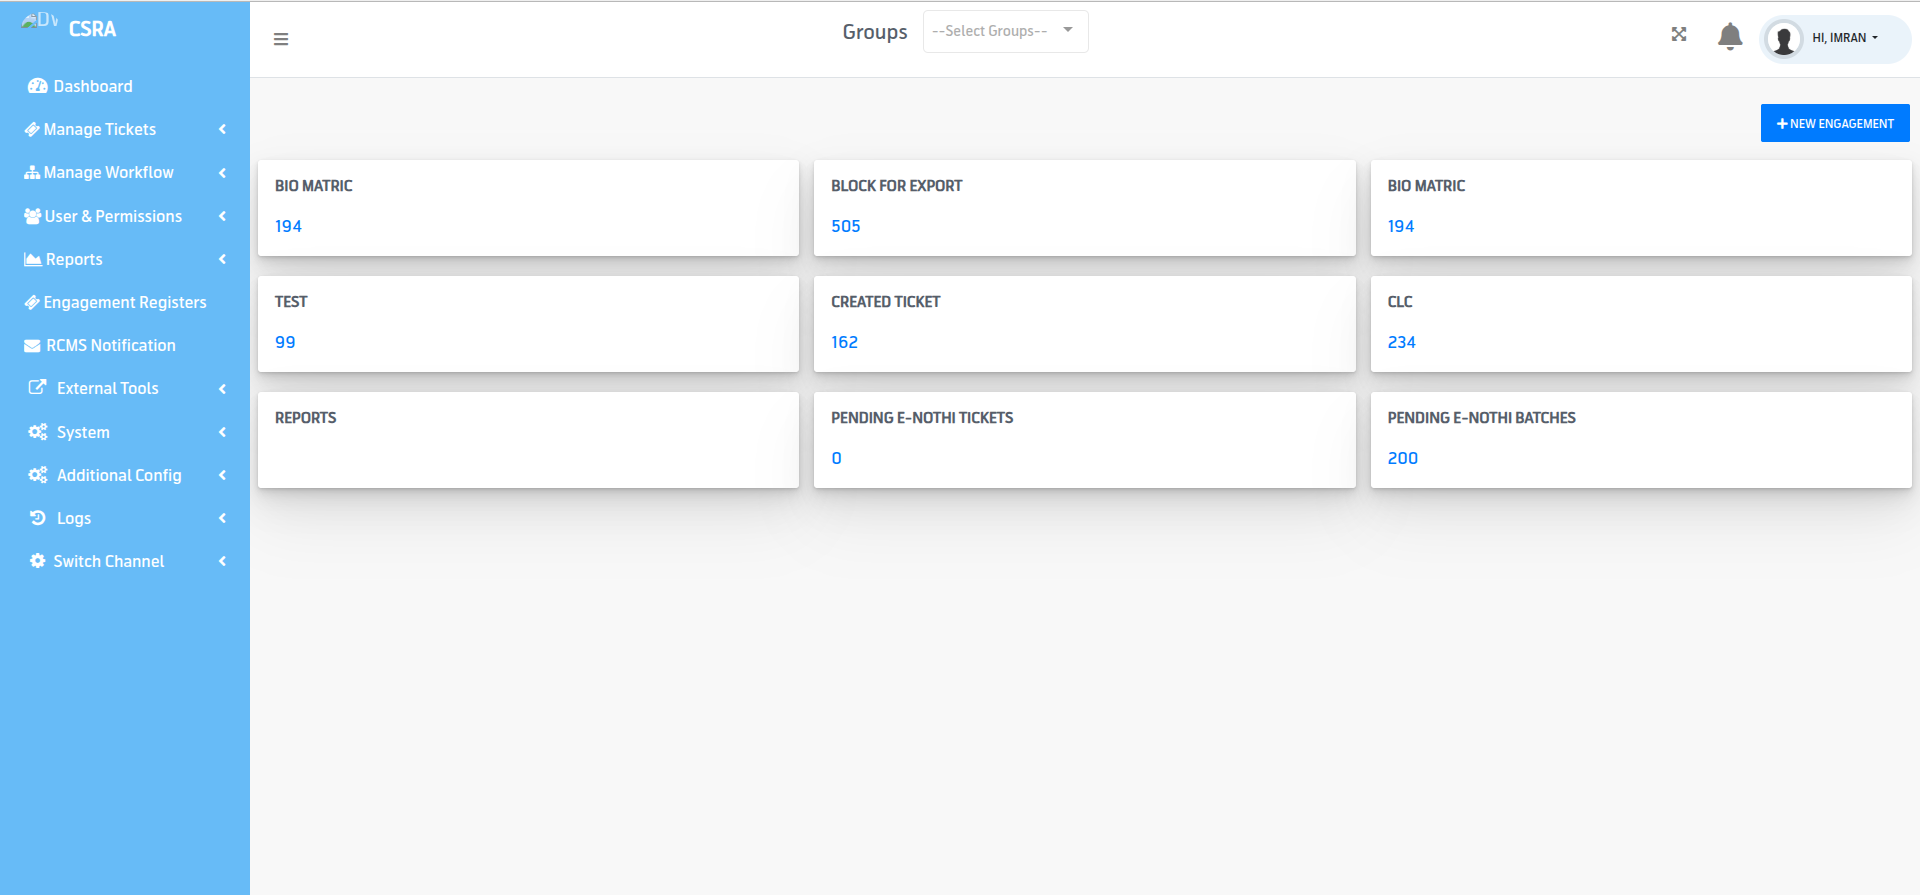 CSRA
Groups
--Select Groups--
HI, IMRAN
Dashboard
Manage Tickets
Manage Workflow
User & Permissions
Reports
Engagement Registers
RCMS Notification
External Tools
System
Additional Config
Logs
Switch Channel
NEW ENGAGEMENT
BIO MATRIC
194
BLOCK FOR EXPORT
505
BIO MATRIC
194
TEST
99
CREATED TICKET
162
CLC
234
REPORTS
PENDING E-NOTHI TICKETS
0
PENDING E-NOTHI BATCHES
200